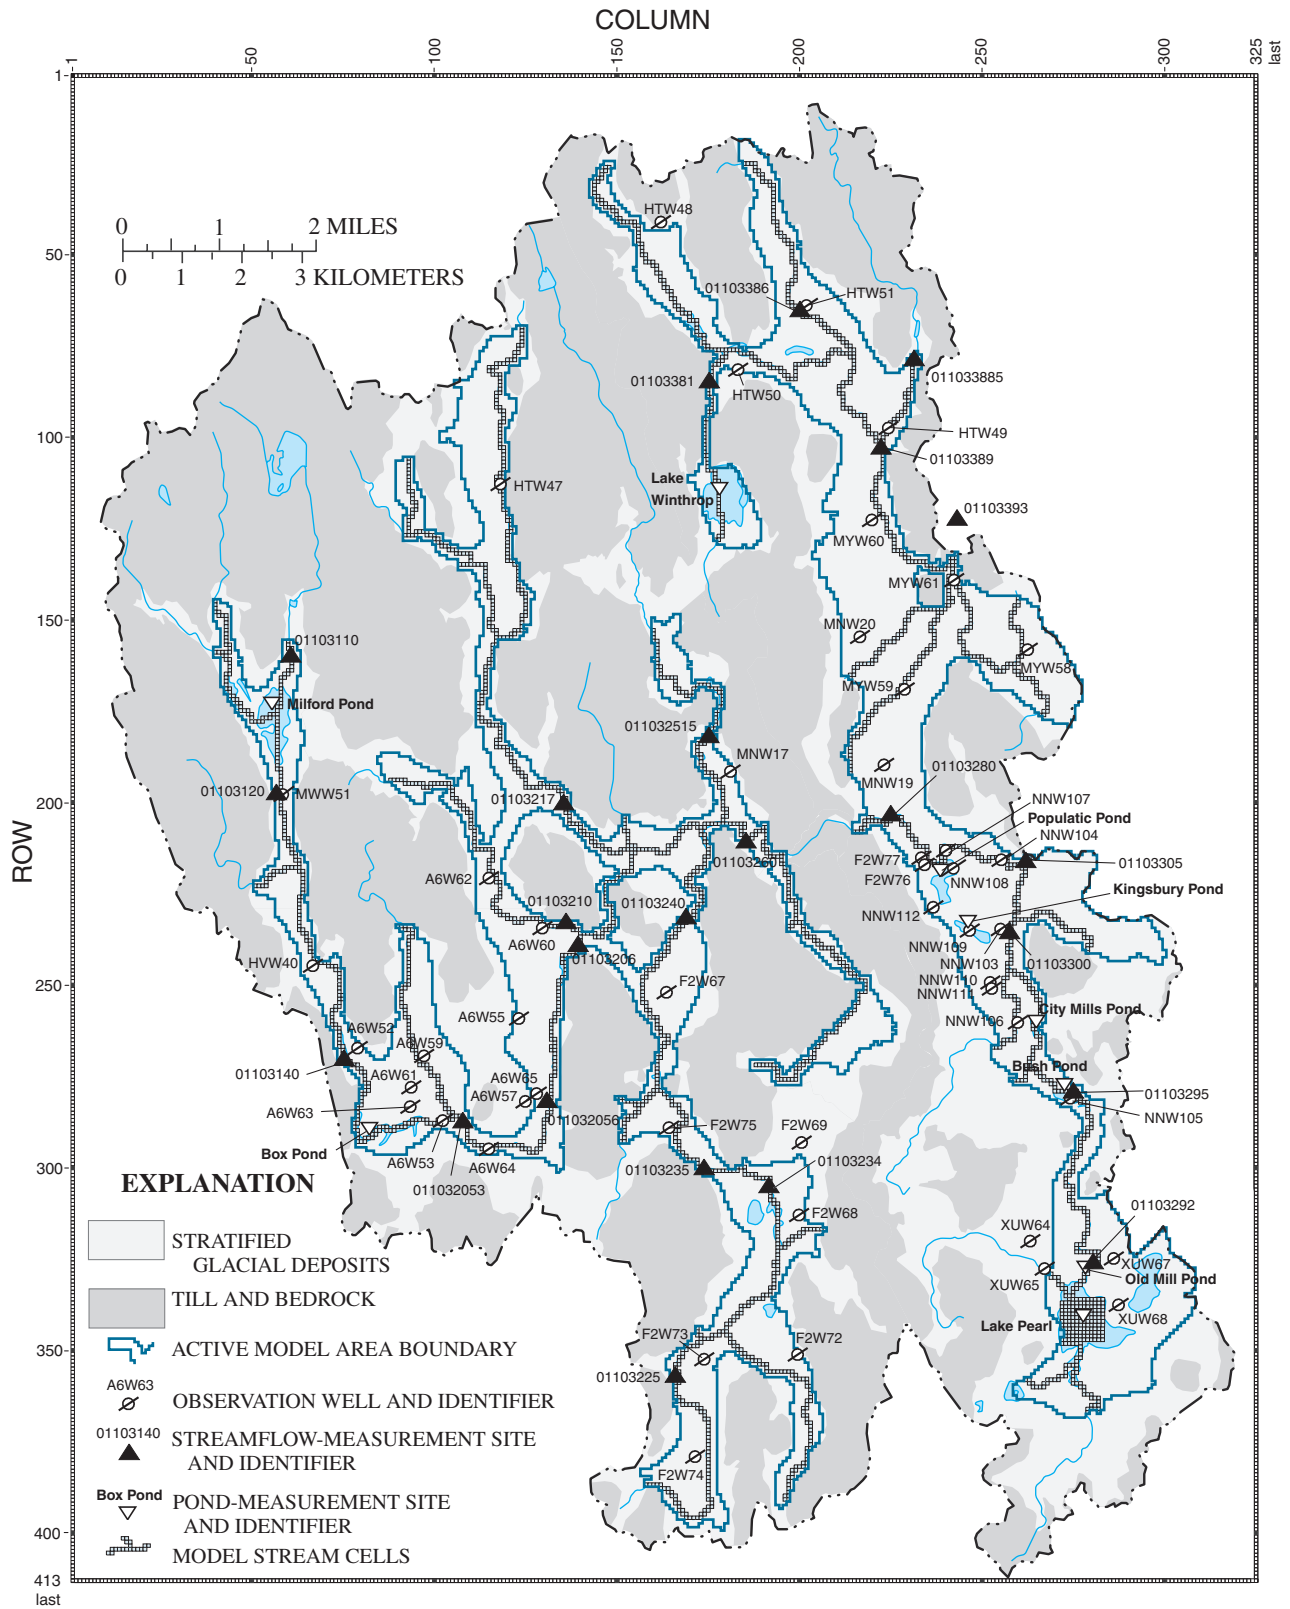 COLUMN
1
50
100
150
200
250
300
325
last
1
HTW48
0 1 2 MILES
50
0 1 2 3 KILOMETERS
01103386
HTW51
01103381
HTW50
011033885
100
HTW49
01103389
Lake
Winthrop
HTW47
01103393
MYW60
MYW61
150
MNW20
01103110
MYW58
MYW59
Milford Pond
011032515
MNW17
01103280
MNW19
01103120
MWW51
01103217
NNW107
200
Populatic Pond
NNW104
F2W77
01103260
01103305
F2W76
NNW108
A6W62
Kingsbury Pond
01103210
01103240
NNW112
ROW
A6W60
NNW109
01103206
NNW103
01103300
HVW40
F2W67
NNW110
250
NNW111
City Mills Pond
A6W55
NNW106
A6W52
A6W59
Bush Pond
01103140
A6W61
A6W65
01103295
A6W57
A6W63
NNW105
011032056
F2W75
F2W69
Box Pond
A6W53
A6W64
01103235
01103234
300
EXPLANATION
011032053
01103292
F2W68
XUW64
STRATIFIED
GLACIAL DEPOSITS
XUW67
Old Mill Pond
XUW65
TILL AND BEDROCK
XUW68
Lake Pearl
F2W73
F2W72
350
ACTIVE MODEL AREA BOUNDARY
01103225
A6W63
OBSERVATION WELL AND IDENTIFIER
01103140
STREAMFLOW-MEASUREMENT SITE
AND IDENTIFIER
F2W74
Box Pond
POND-MEASUREMENT SITE
AND IDENTIFIER
400
MODEL STREAM CELLS
413
last